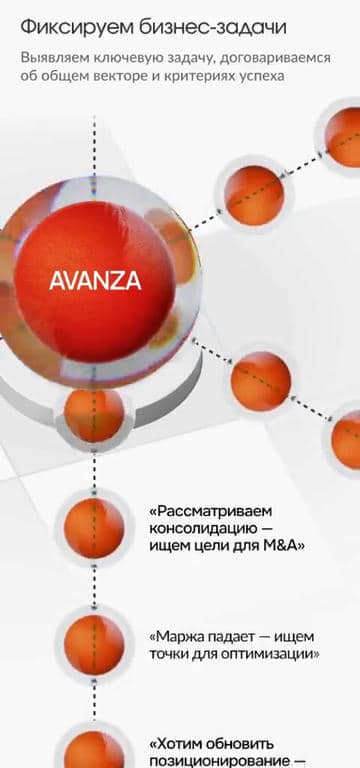 Фиксируем бизнес-задачи
Выявляем ключевую задачу, договариваемся
об общем векторе и критериях успеха
AVANZA
«Рассматриваем
консолидацию —
ищем цели для M&A»
«Маржа падает — ищем
точки для оптимизации»
«Хотим обновить
позиционирование —